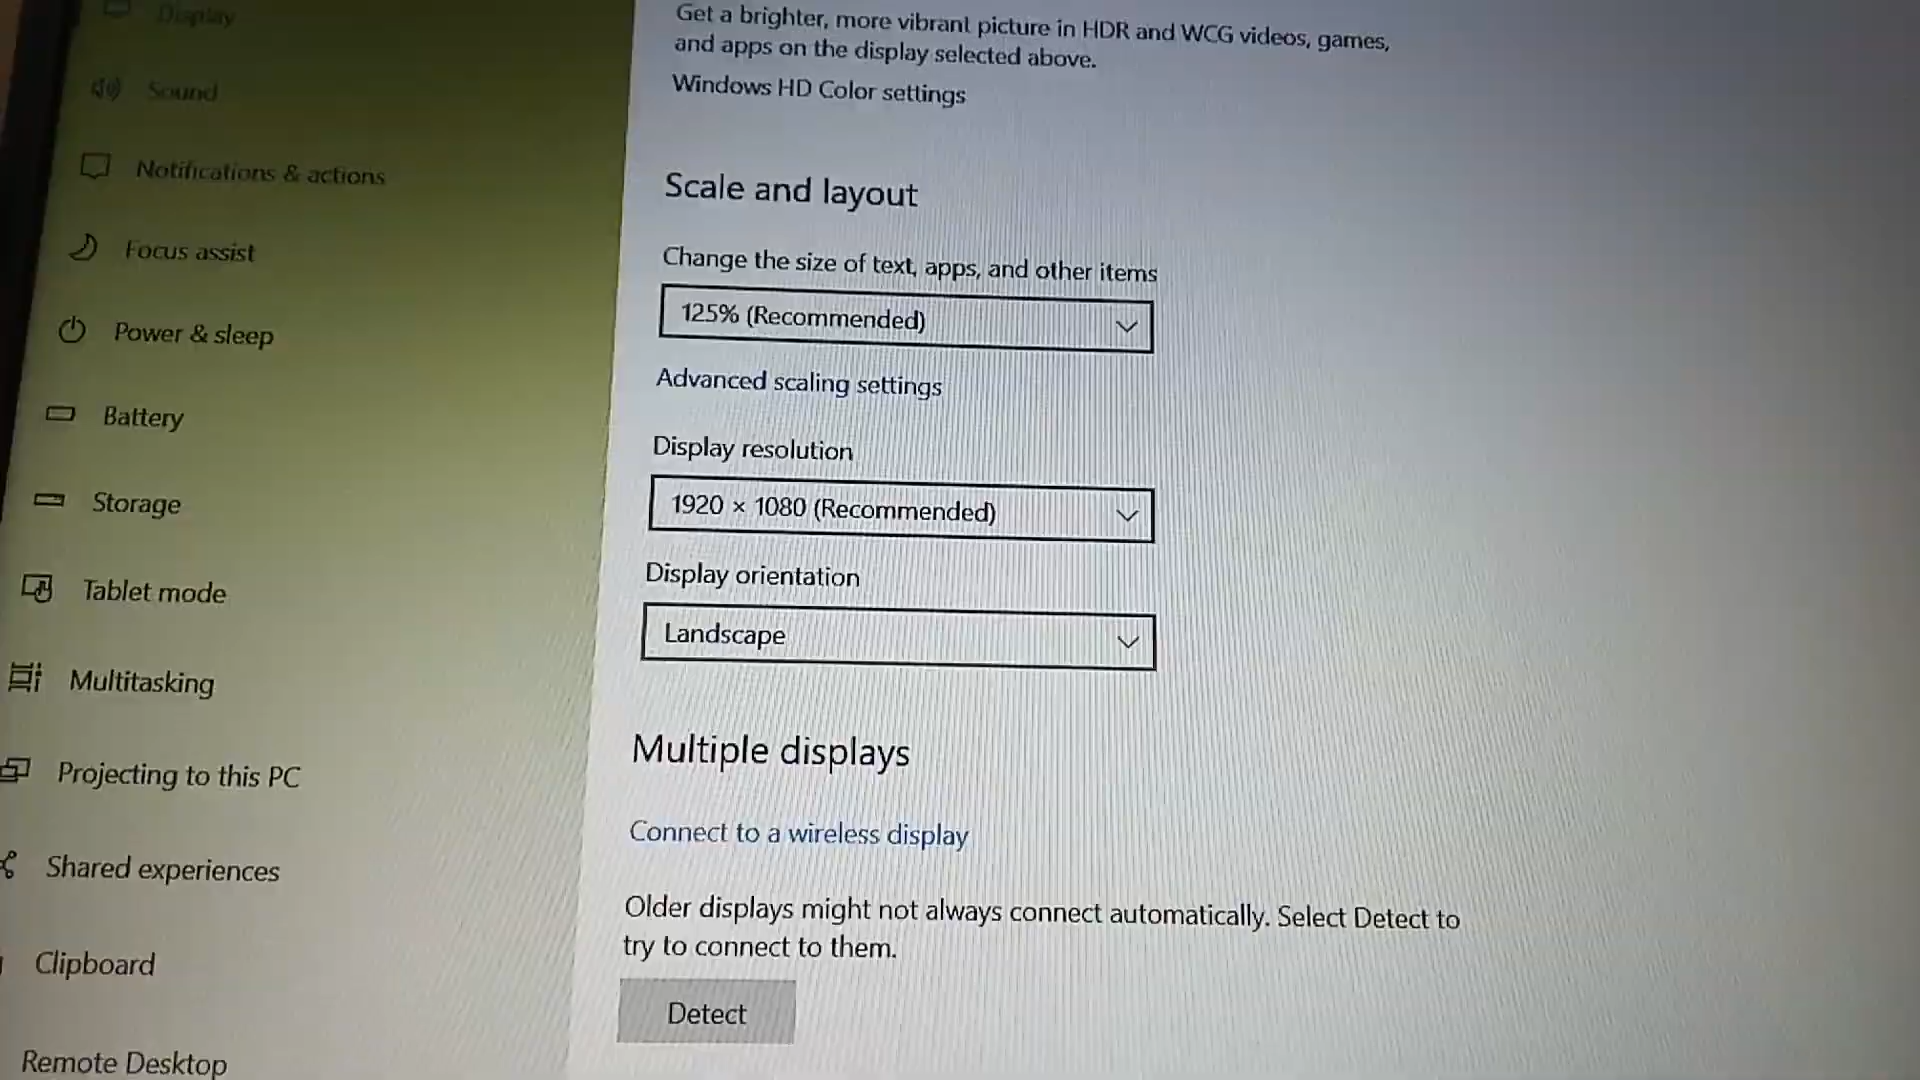 Display
Sound
Notifications & actions
Focus assist
Power & sleep
Battery
Storage
Tablet mode
Multitasking
Projecting to this PC
Shared experiences
Clipboard
Remote Desktop
Get a brighter, more vibrant picture in HDR and WCG videos, games,
and apps on the display selected above.
Windows HD Color settings
Scale and layout
Change the size of text, apps, and other items
125% (Recommended)
Advanced scaling settings
Display resolution
1920 × 1080 (Recommended)
Display orientation
Landscape
Multiple displays
Connect to a wireless display
Older displays might not always connect automatically. Select Detect to
try to connect to them.
Detect